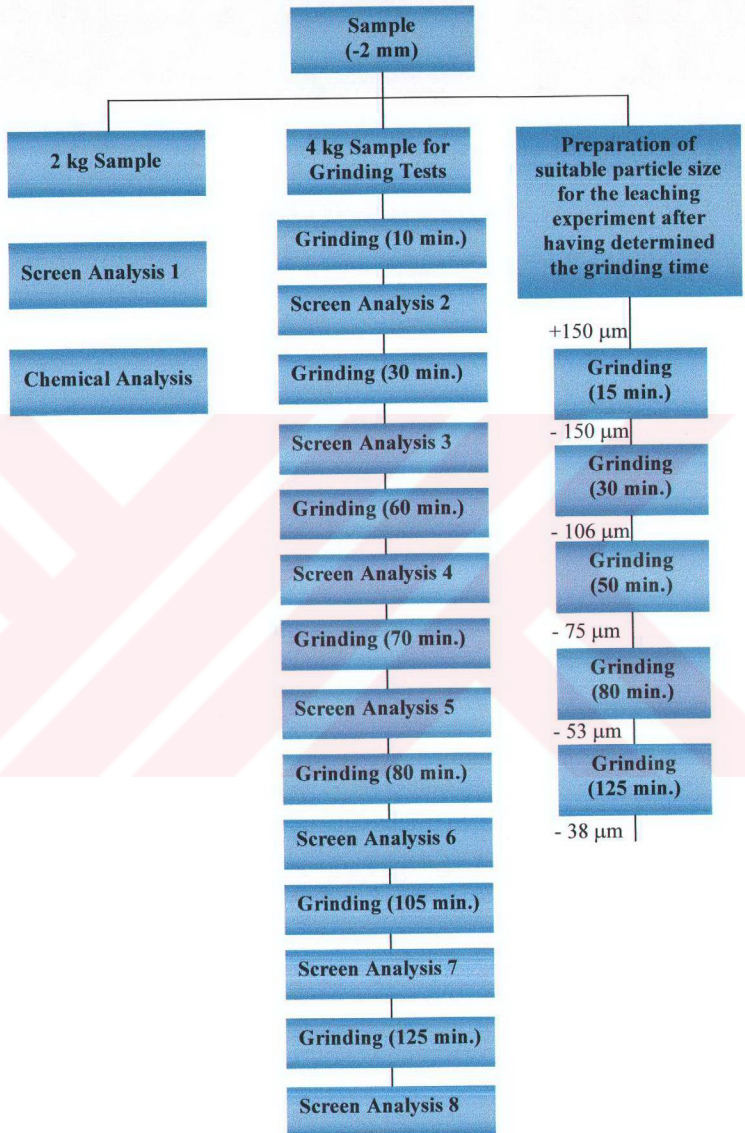 Sample
(-2 mm)
2 kg Sample
Screen Analysis 1
Chemical Analysis
4 kg Sample for
Grinding Tests
Grinding (10 min.)
Screen Analysis 2
Grinding (30 min.)
Screen Analysis 3
Grinding (60 min.)
Screen Analysis 4
Grinding (70 min.)
Screen Analysis 5
Grinding (80 min.)
Screen Analysis 6
Grinding (105 min.)
Screen Analysis 7
Grinding (125 min.)
Screen Analysis 8
Preparation of
suitable particle size
for the leaching
experiment after
having determined
the grinding time
+150 µm
Grinding
(15 min.)
- 150 µm
Grinding
(30 min.)
- 106 µm
Grinding
(50 min.)
- 75 µm
Grinding
(80 min.)
- 53 µm
Grinding
(125 min.)
- 38 µm